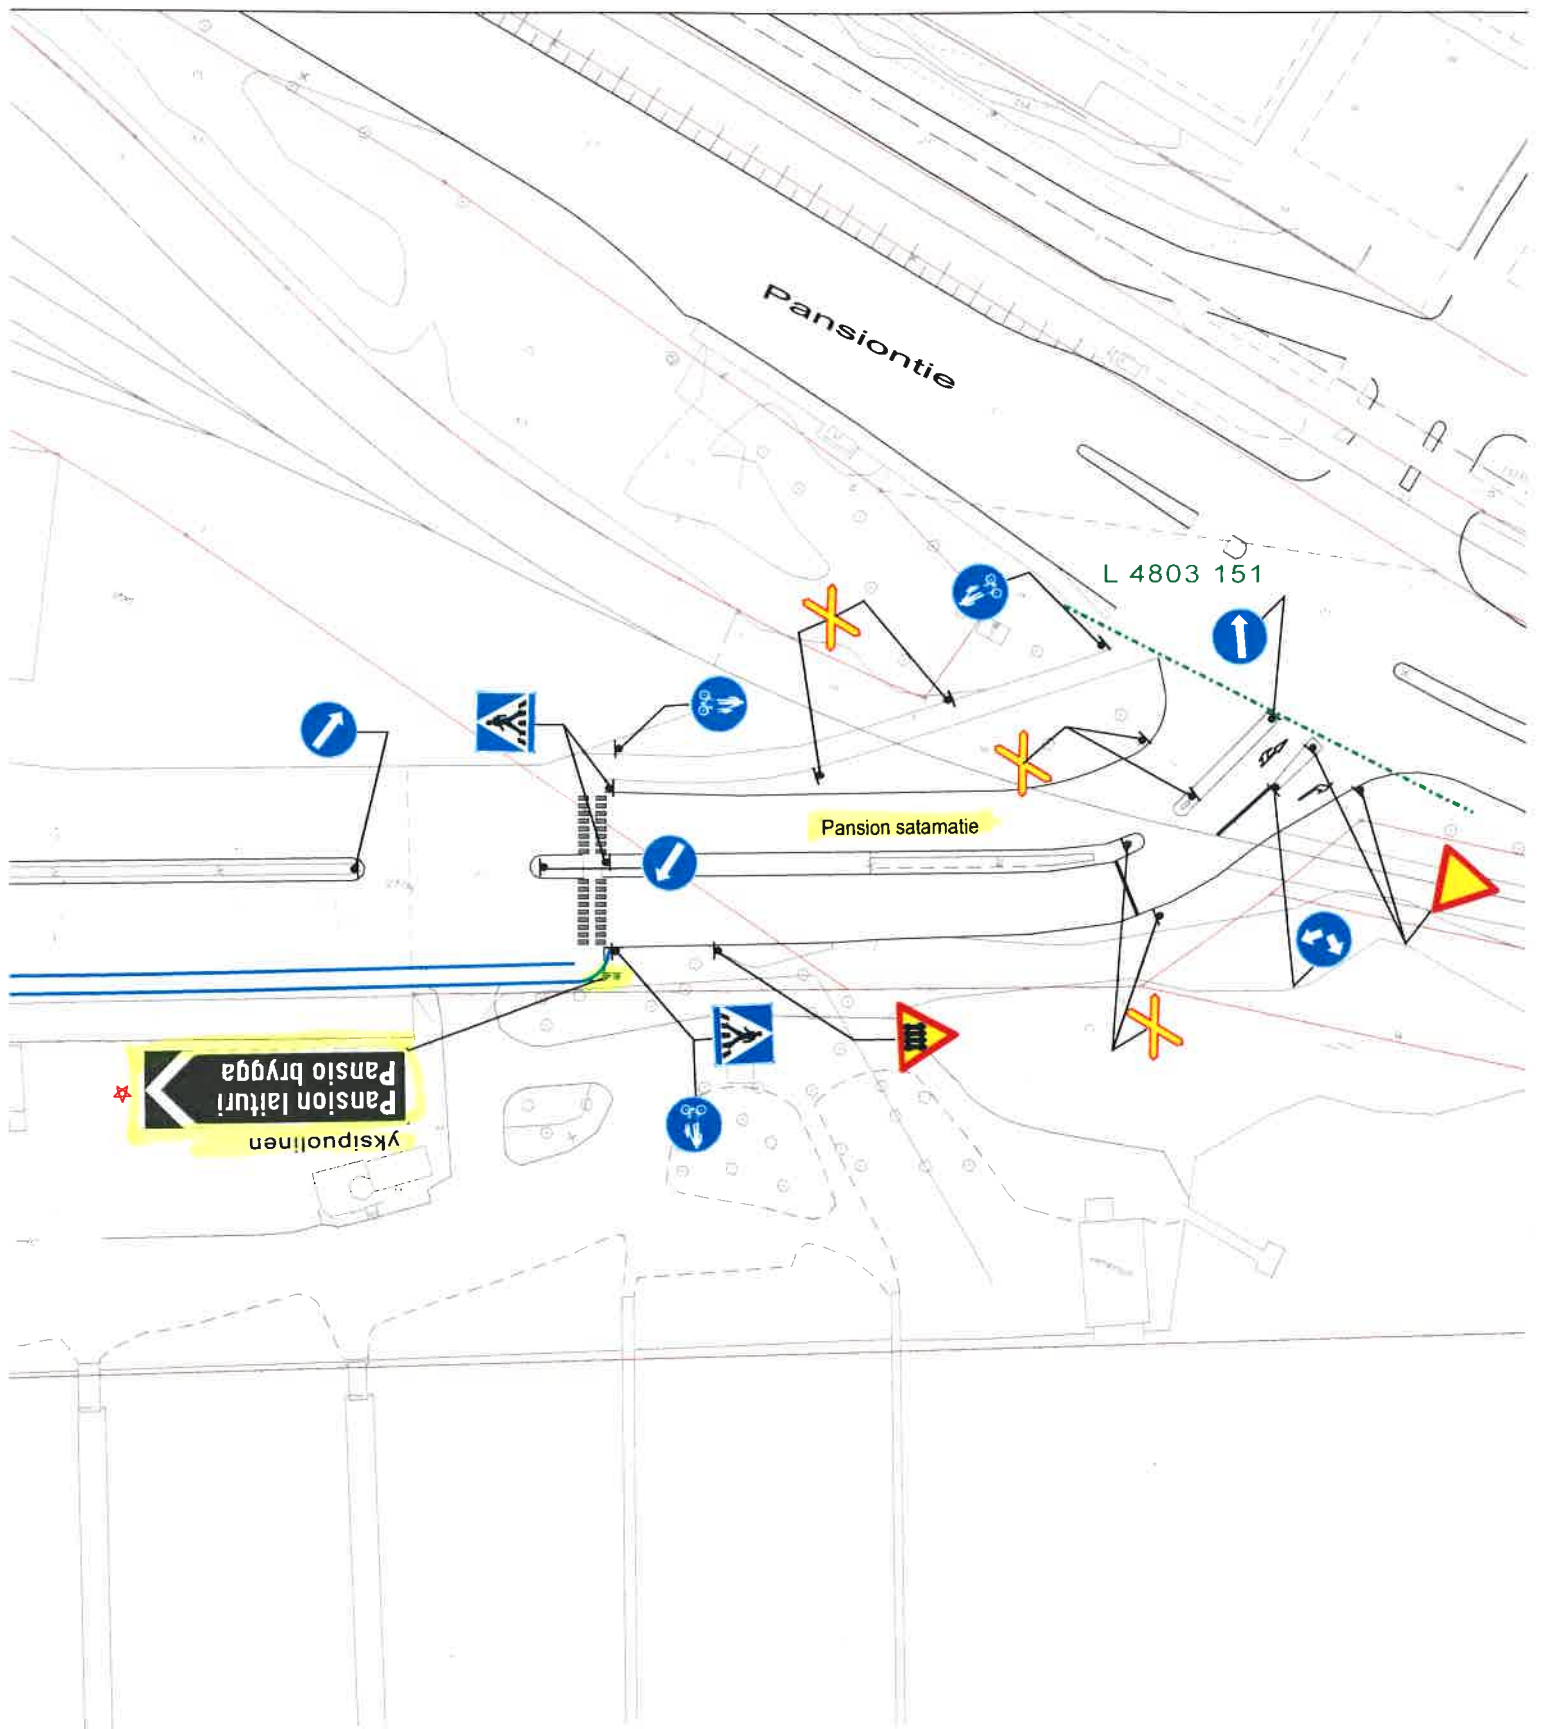 Pansiontie
L 4803 151
Pansion satamatie
Pansion laituri
Pansio brygga
yksipuolinen